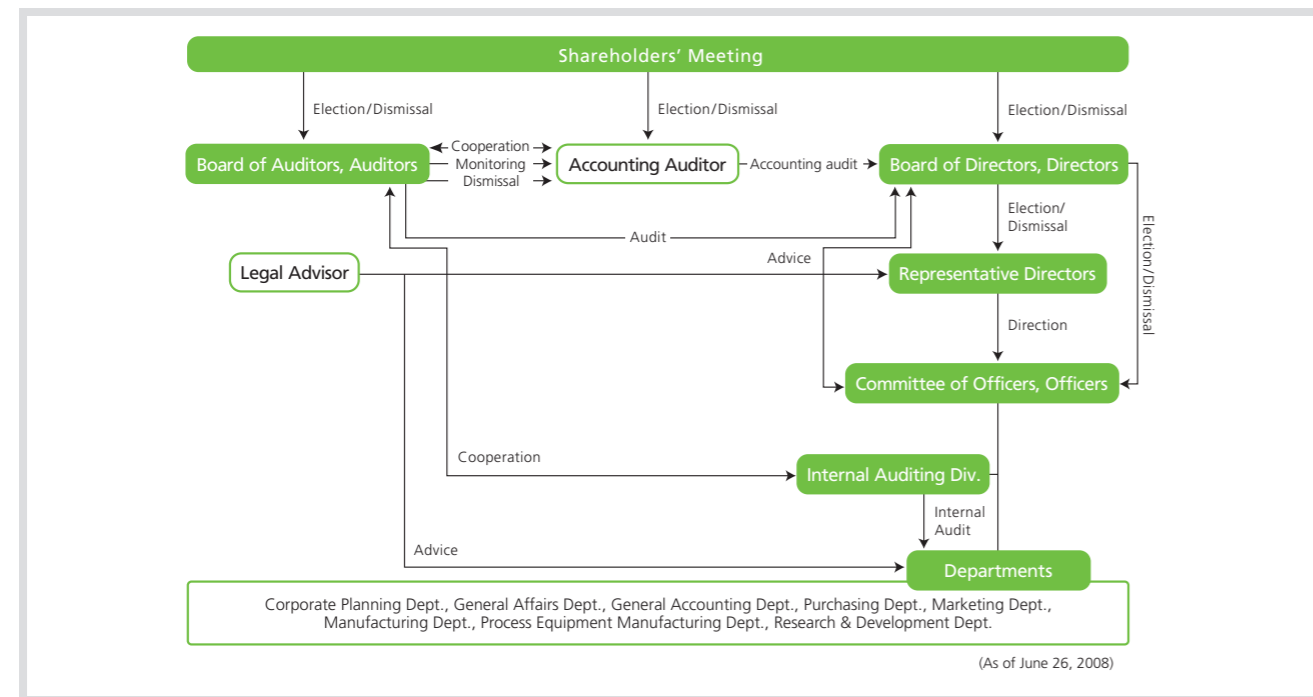 Shareholders' Meeting
Election/Dismissal
Election/Dismissal
Election/Dismissal
Board of Auditors, Auditors
Cooperation
Monitoring
Dismissal
Accounting Auditor
Accounting audit
Board of Directors, Directors
Election/
Dismissal
Election/Dismissal
Audit
Legal Advisor
Advice
Representative Directors
Direction
Committee of Officers, Officers
Cooperation
Internal Auditing Div.
Internal
Audit
Advice
Departments
Corporate Planning Dept., General Affairs Dept., General Accounting Dept., Purchasing Dept., Marketing Dept.,
Manufacturing Dept., Process Equipment Manufacturing Dept., Research & Development Dept.
(As of June 26, 2008)